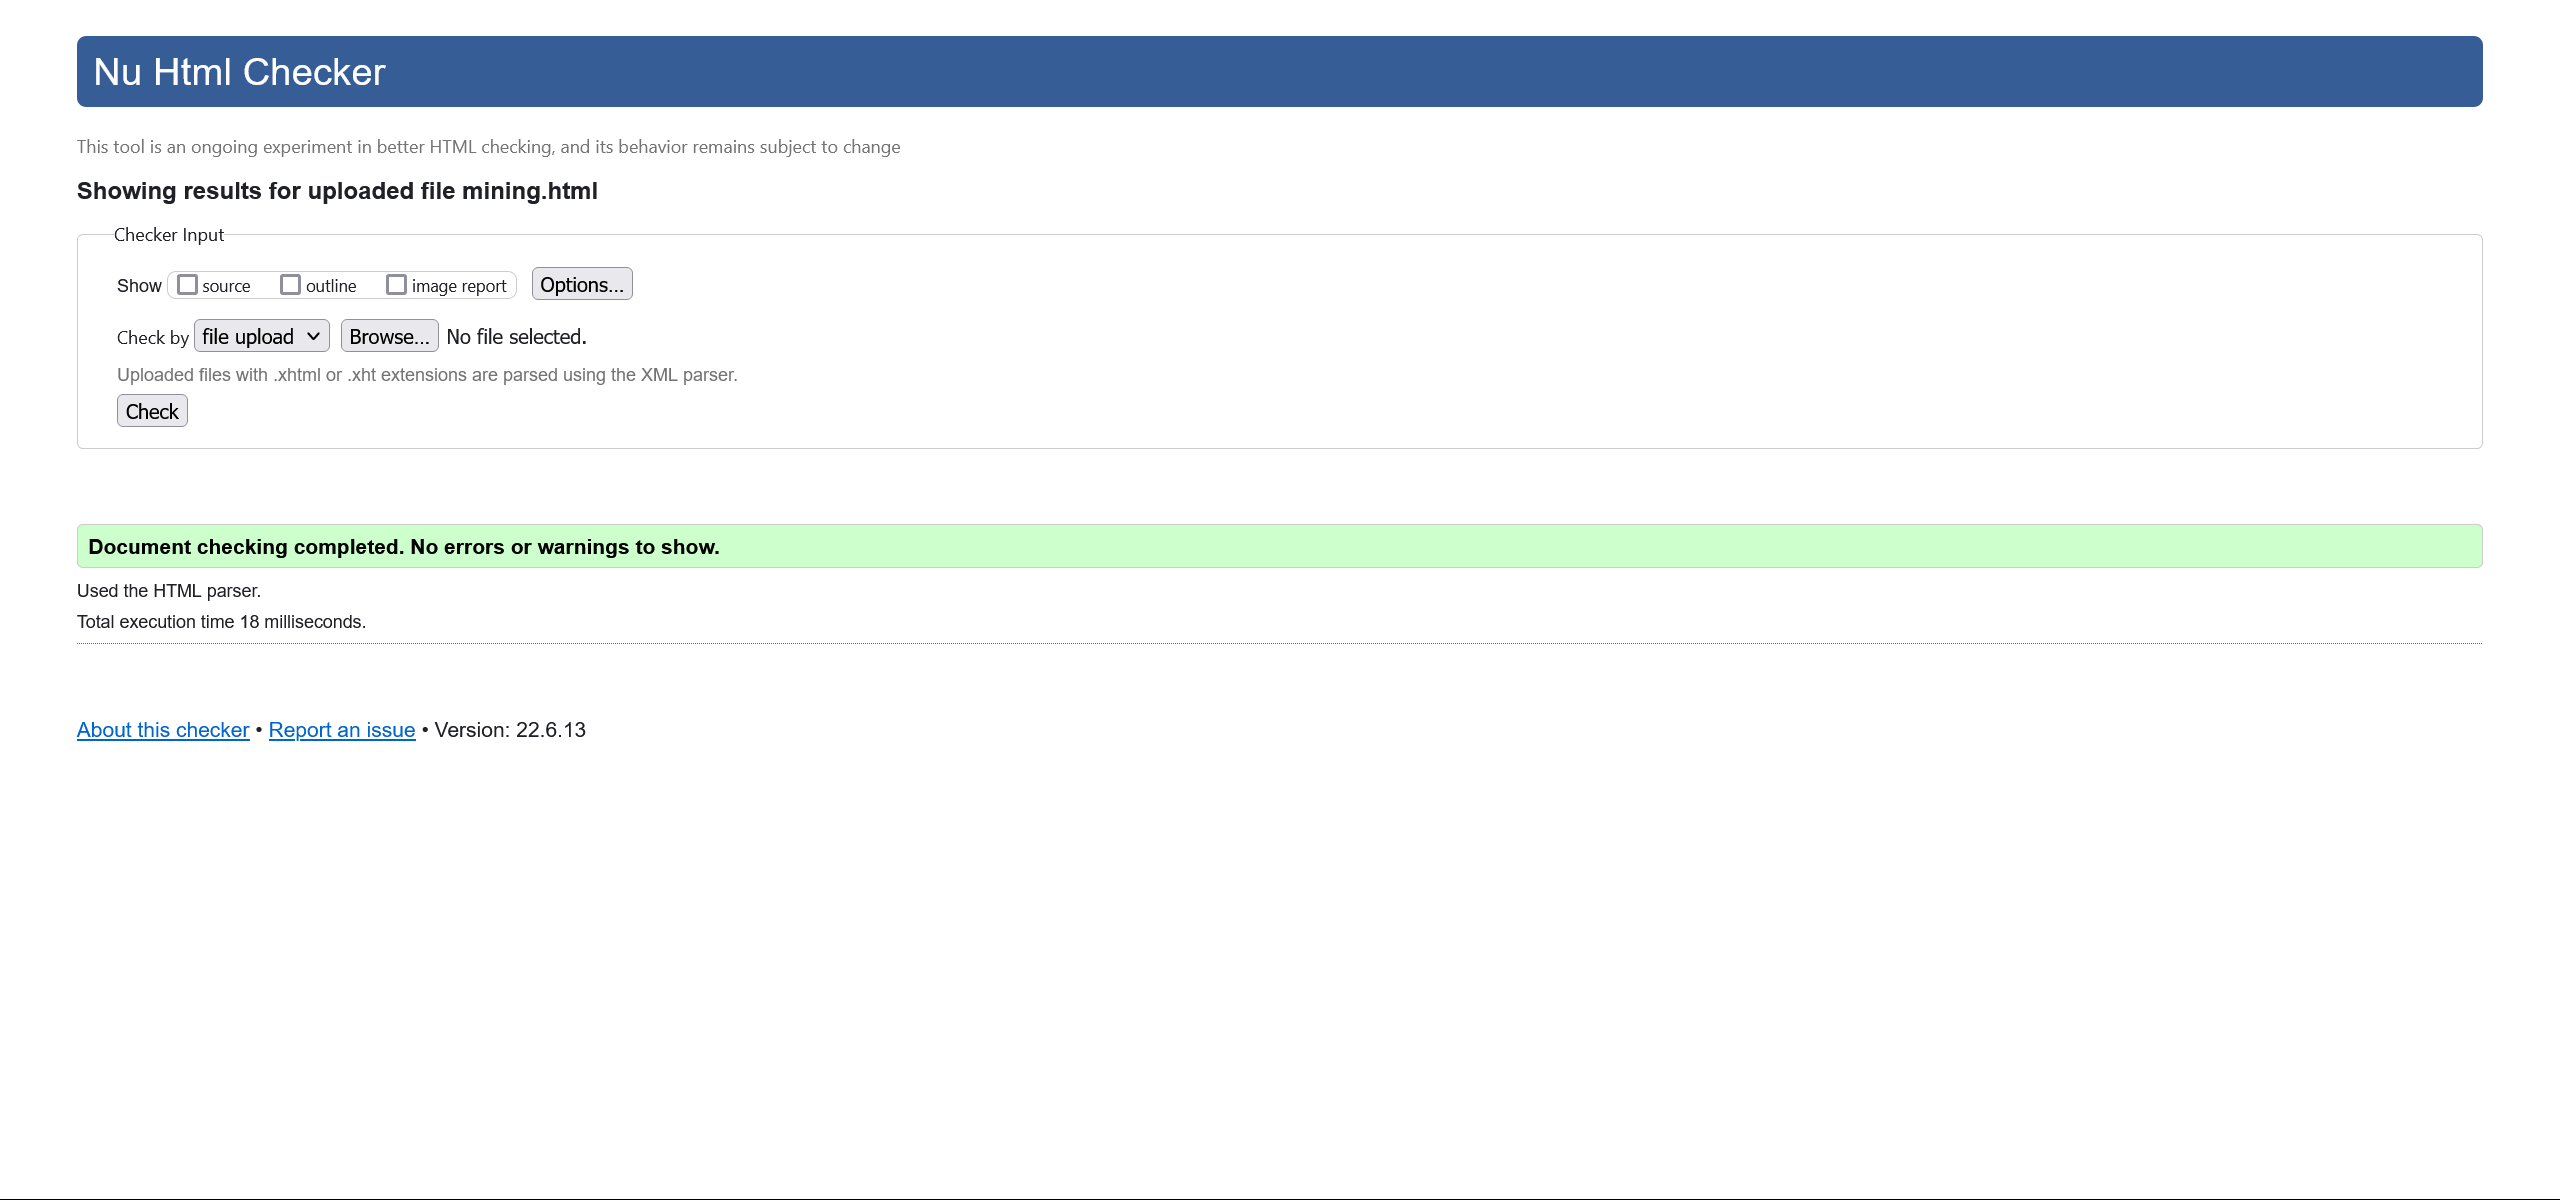 Nu Html Checker
This tool is an ongoing experiment in better HTML checking, and its behavior remains subject to change
Showing results for uploaded file mining.html
Checker Input
Show source outline image report Options...
Check by file upload Browse... No file selected.
Uploaded files with .xhtml or .xht extensions are parsed using the XML parser.
Check
Document checking completed. No errors or warnings to show.
Used the HTML parser.
Total execution time 18 milliseconds.
About this checker • Report an issue • Version: 22.6.13